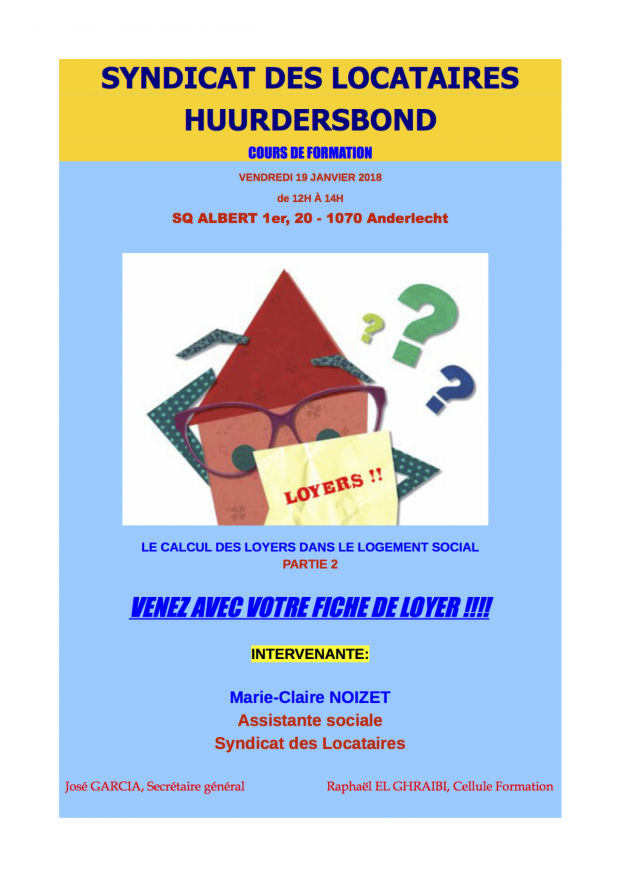 SYNDICAT DES LOCATAIRES
HUURDERSBOND
COURS DE FORMATION
VENDREDI 19 JANVIER 2018
de 12H À 14H
SQ ALBERT 1er, 20 - 1070 Anderlecht
? ? ?
LOYERS !!
LE CALCUL DES LOYERS DANS LE LOGEMENT SOCIAL
PARTIE 2
VENEZ AVEC VOTRE FICHE DE LOYER !!!!
INTERVENANTE:
Marie-Claire NOIZET
Assistante sociale
Syndicat des Locataires
José GARCIA, Secrétaire général
Raphaël EL GHRAIBI, Cellule Formation